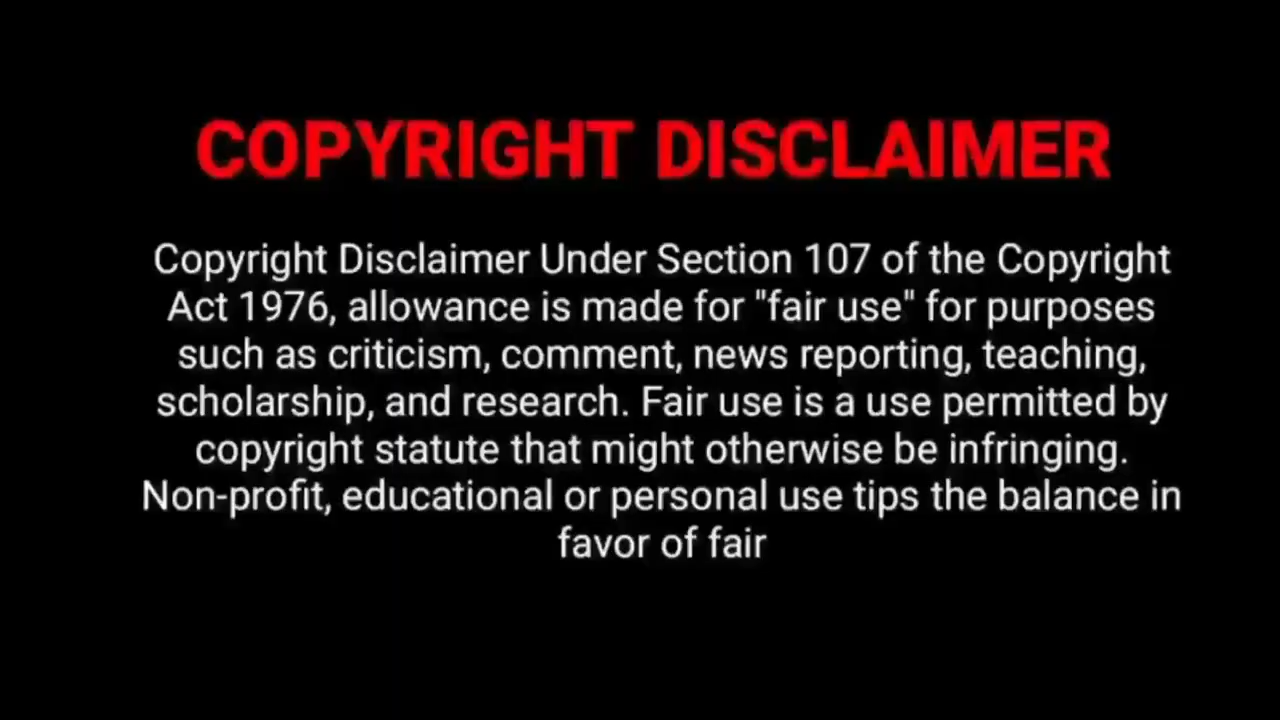 COPYRIGHT DISCLAIMER
Copyright Disclaimer Under Section 107 of the Copyright
Act 1976, allowance is made for "fair use" for purposes
such as criticism, comment, news reporting, teaching,
scholarship, and research. Fair use is a use permitted by
copyright statute that might otherwise be infringing.
Non-profit, educational or personal use tips the balance in
favor of fair